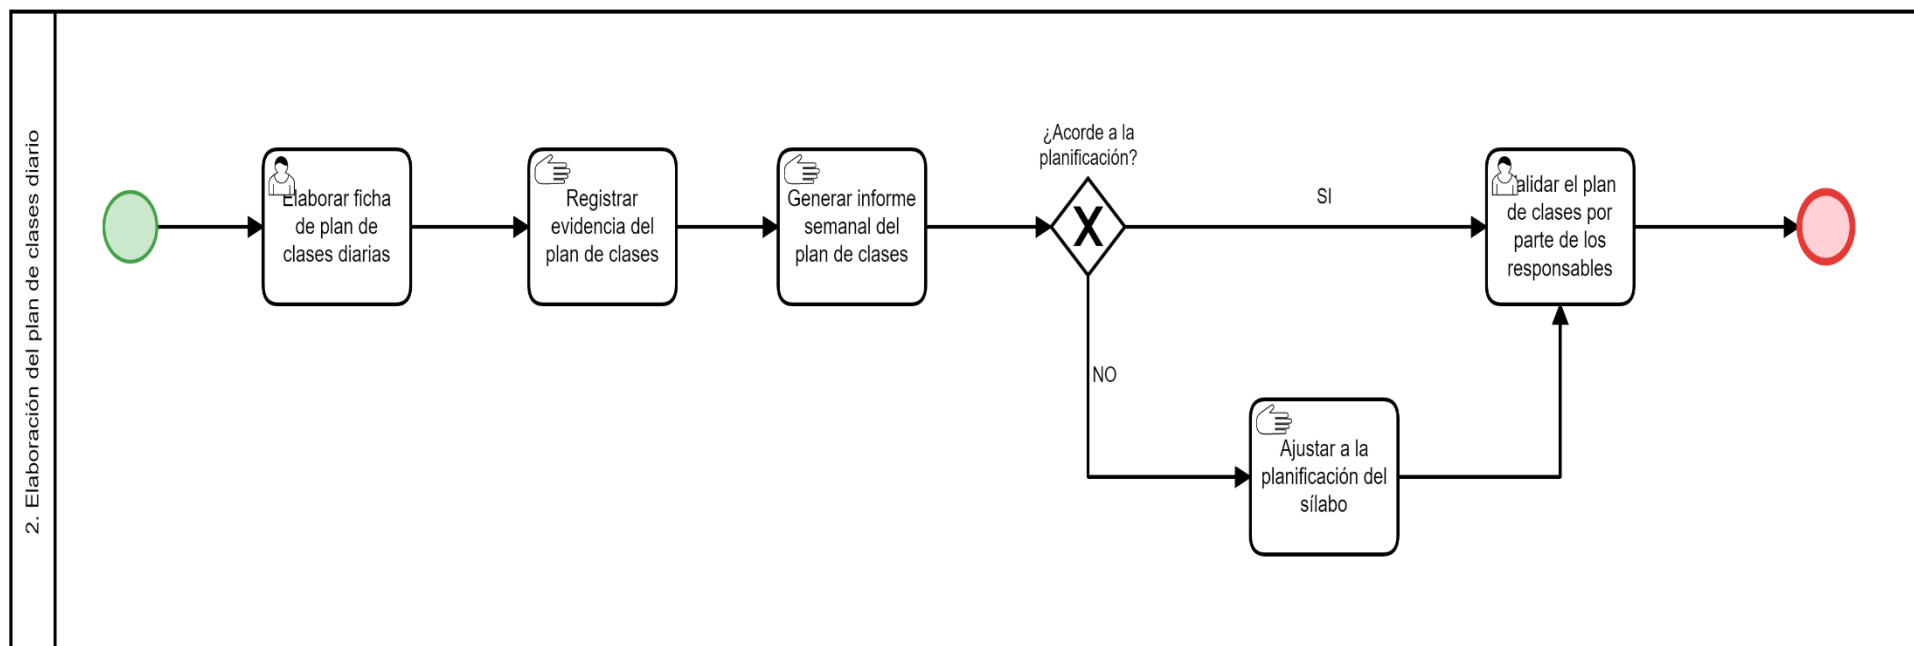 2. Elaboración del plan de clases diario
Elaborar ficha
de plan de
clases diarias
Registrar
evidencia del
plan de clases
Generar informe
semanal del
plan de clases
¿Acorde a la
planificación?
SI
NO
Ajustar a la
planificación del
sílabo
Validar el plan
de clases por
parte de los
responsables